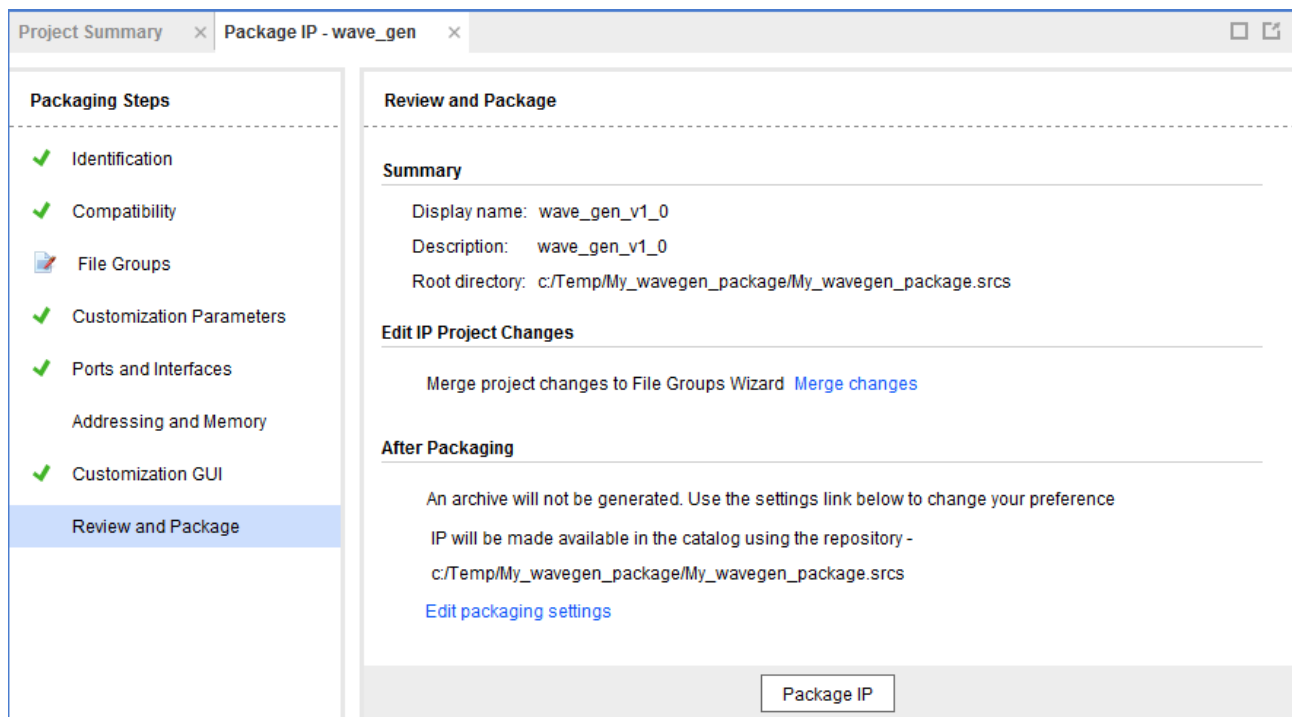 Project Summary
Package IP - wave_gen
Packaging Steps
Identification
Compatibility
File Groups
Customization Parameters
Ports and Interfaces
Addressing and Memory
Customization GUI
Review and Package
Review and Package
Summary
Display name: wave_gen_v1_0
Description: wave_gen_v1_0
Root directory: c:/Temp/My_wavegen_package/My_wavegen_package.srcs
Edit IP Project Changes
Merge project changes to File Groups Wizard Merge changes
After Packaging
An archive will not be generated. Use the settings link below to change your preference
IP will be made available in the catalog using the repository -
c:/Temp/My_wavegen_package/My_wavegen_package.srcs
Edit packaging settings
Package IP